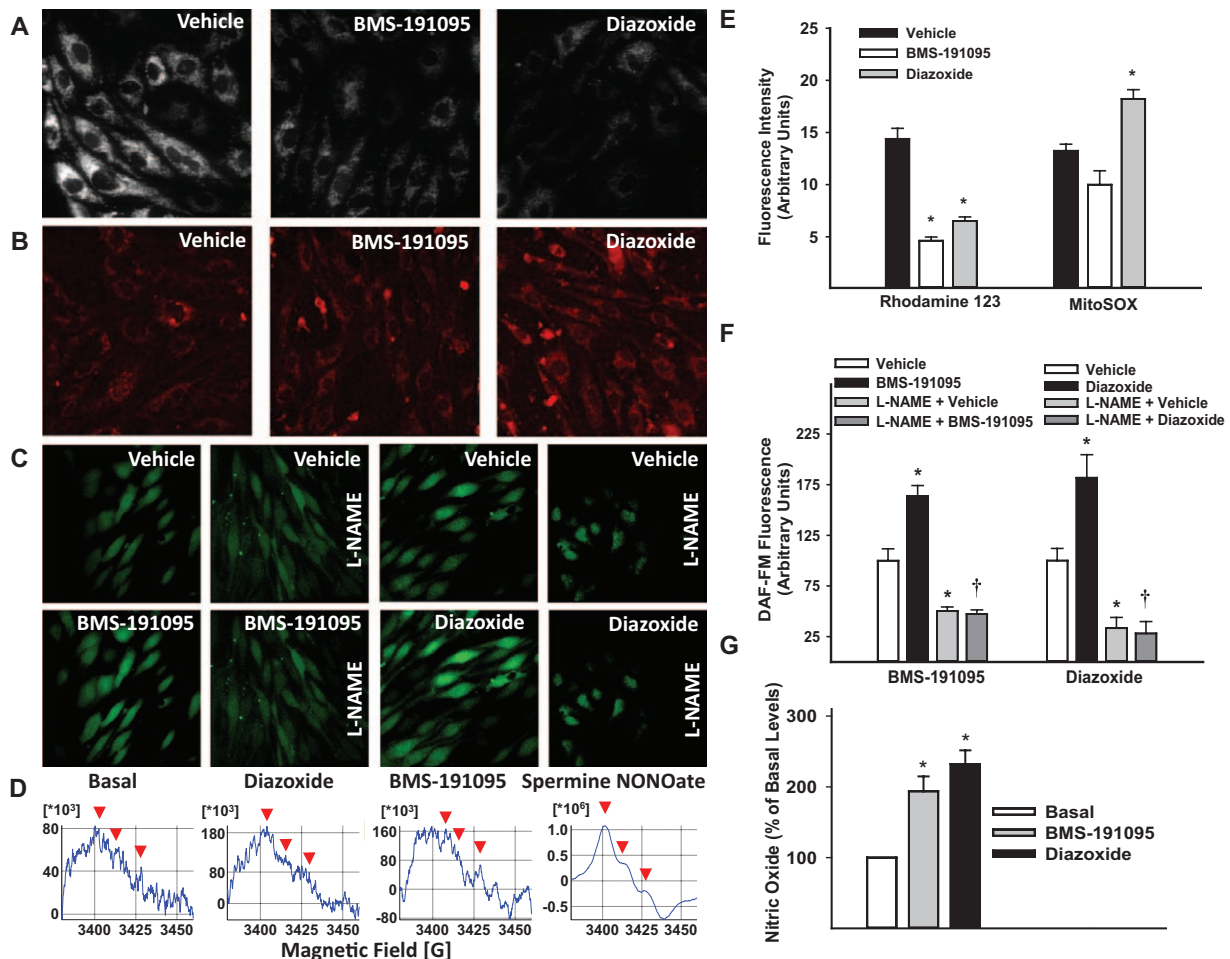 A
Vehicle
BMS-191095
Diazoxide
B
Vehicle
BMS-191095
Diazoxide
C
Vehicle
Vehicle
L-NAME
Vehicle
Vehicle
L-NAME
BMS-191095
BMS-191095
L-NAME
Diazoxide
Diazoxide
L-NAME
D
Basal
Diazoxide
BMS-191095
Spermine NONOate
[*10³]
[*10³]
[*10³]
[*10⁶]
80
40
0
180
80
0
160
80
0
-80
1.0
0.5
0
-0.5
3400 3425 3450
3400 3425 3450
3400 3425 3450
3400 3425 3450
Magnetic Field [G]
E
Vehicle
BMS-191095
Diazoxide
Fluorescence Intensity
(Arbitrary Units)
25
20
15
10
5
* * *
Rhodamine 123
MitoSOX
F
Vehicle
BMS-191095
L-NAME + Vehicle
L-NAME + BMS-191095
Vehicle
Diazoxide
L-NAME + Vehicle
L-NAME + Diazoxide
DAF-FM Fluorescence
(Arbitrary Units)
225
175
125
75
25
* * † * * †
BMS-191095
Diazoxide
G
Nitric Oxide (% of Basal Levels)
300
200
100
* *
Basal
BMS-191095
Diazoxide